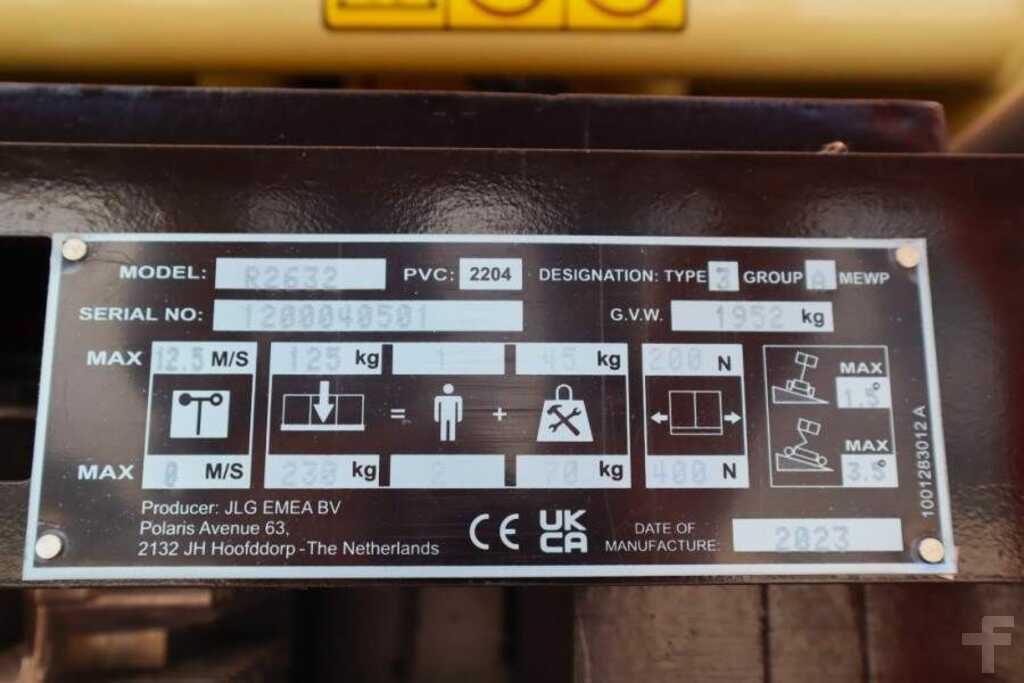 MODEL: R2632 PVC: 2204 DESIGNATION: TYPE 3 GROUP A MEWP
SERIAL NO: 1200040501 G.V.W. 1952 kg
MAX 12.5 M/S 125 kg 1 45 kg 200 N
= +
MAX 1.5°
MAX 3.5°
MAX 0 M/S 230 kg 2 70 kg 400 N
Producer: JLG EMEA BV
Polaris Avenue 63,
2132 JH Hoofddorp -The Netherlands
CE UK
CA
DATE OF
MANUFACTURE: 2023
1001283012 A